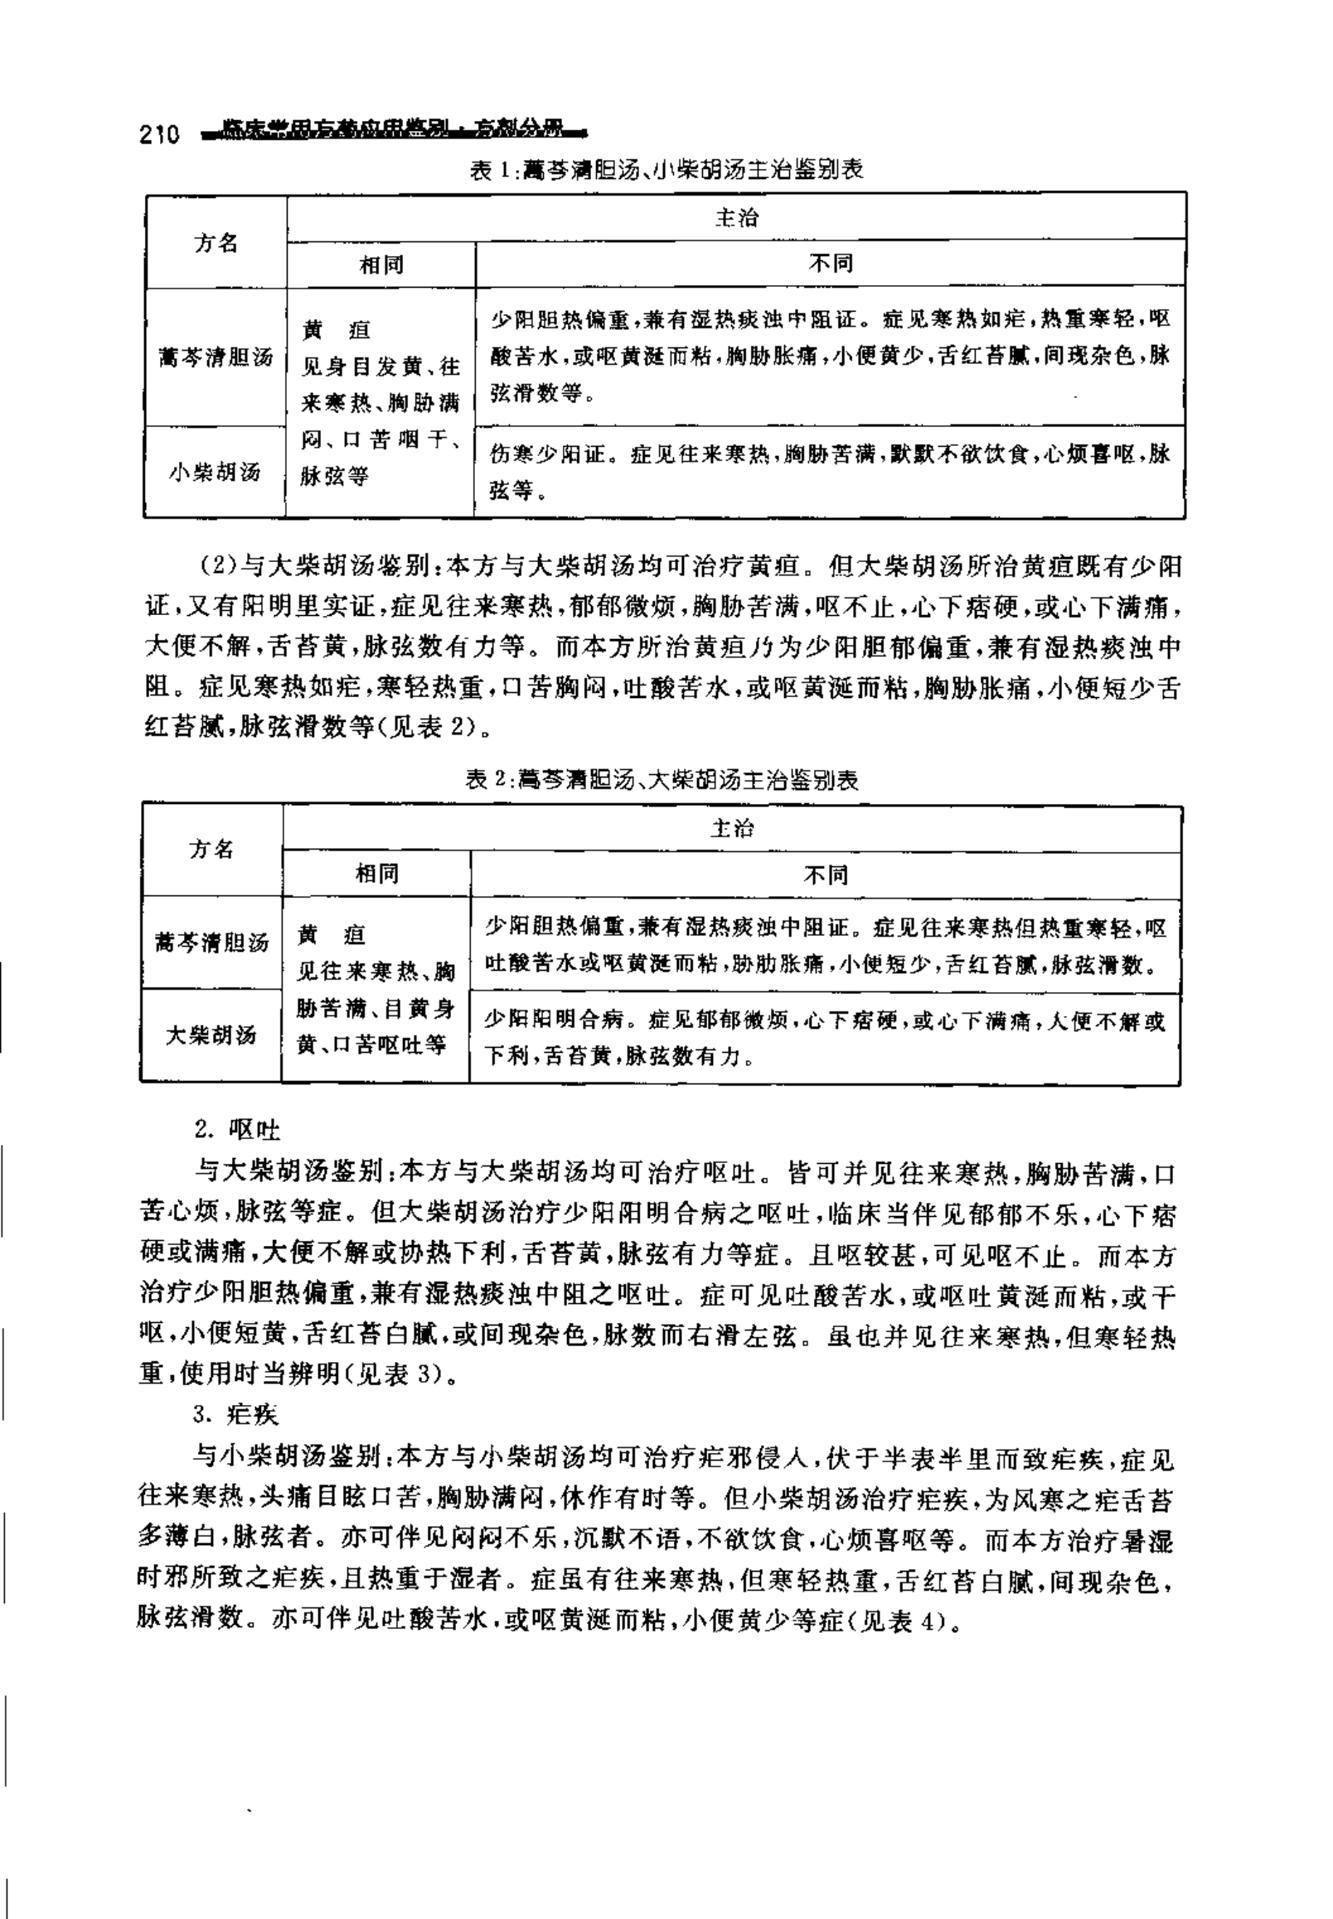 210 临床常用方药应用鉴别·方剂分册
表 1:蒿芩清胆汤、小柴胡汤主治鉴别表
方名
主治
相同
不同
蒿芩清胆汤
黄 疸
见身目发黄、往
来寒热、胸胁满
闷、口苦咽干、
脉弦等
少阳胆热偏重,兼有湿热痰浊中阻证。症见寒热如疟,热重寒轻,呕
酸苦水,或呕黄涎而粘,胸胁胀痛,小便黄少,舌红苔腻,间现杂色,脉
弦滑数等。
小柴胡汤
伤寒少阳证。症见往来寒热,胸胁苦满,默默不欲饮食,心烦喜呕,脉
弦等。
(2)与大柴胡汤鉴别:本方与大柴胡汤均可治疗黄疸。但大柴胡汤所治黄疸既有少阳
证,又有阳明里实证,症见往来寒热,郁郁微烦,胸胁苦满,呕不止,心下痞硬,或心下满痛,
大便不解,舌苔黄,脉弦数有力等。而本方所治黄疸乃为少阳胆郁偏重,兼有湿热痰浊中
阻。症见寒热如疟,寒轻热重,口苦胸闷,吐酸苦水,或呕黄涎而粘,胸胁胀痛,小便短少舌
红苔腻,脉弦滑数等(见表 2)。
表 2:蒿芩清胆汤、大柴胡汤主治鉴别表
方名
主治
相同
不同
蒿芩清胆汤
黄 疸
见往来寒热、胸
胁苦满、目黄身
黄、口苦呕吐等
少阳胆热偏重,兼有湿热痰浊中阻证。症见往来寒热但热重寒轻,呕
吐酸苦水或呕黄涎而粘,胁肋胀痛,小便短少,舌红苔腻,脉弦滑数。
大柴胡汤
少阳阳明合病。症见郁郁微烦,心下痞硬,或心下满痛,大便不解或
下利,舌苔黄,脉弦数有力。
2. 呕吐
与大柴胡汤鉴别:本方与大柴胡汤均可治疗呕吐。皆可并见往来寒热,胸胁苦满,口
苦心烦,脉弦等症。但大柴胡汤治疗少阳阳明合病之呕吐,临床当伴见郁郁不乐,心下痞
硬或满痛,大便不解或协热下利,舌苔黄,脉弦有力等症。且呕较甚,可见呕不止。而本方
治疗少阳胆热偏重,兼有湿热痰浊中阻之呕吐。症可见吐酸苦水,或呕吐黄涎而粘,或干
呕,小便短黄,舌红苔白腻,或间现杂色,脉数而右滑左弦。虽也并见往来寒热,但寒轻热
重,使用时当辨明(见表 3)。
3. 疟疾
与小柴胡汤鉴别:本方与小柴胡汤均可治疗疟邪侵人,伏于半表半里而致疟疾,症见
往来寒热,头痛目眩口苦,胸胁满闷,休作有时等。但小柴胡汤治疗疟疾,为风寒之疟舌苔
多薄白,脉弦者。亦可伴见闷闷不乐,沉默不语,不欲饮食,心烦喜呕等。而本方治疗暑湿
时邪所致之疟疾,且热重于湿者。症虽有往来寒热,但寒轻热重,舌红苔白腻,间现杂色,
脉弦滑数。亦可伴见吐酸苦水,或呕黄涎而粘,小便黄少等症(见表 4)。